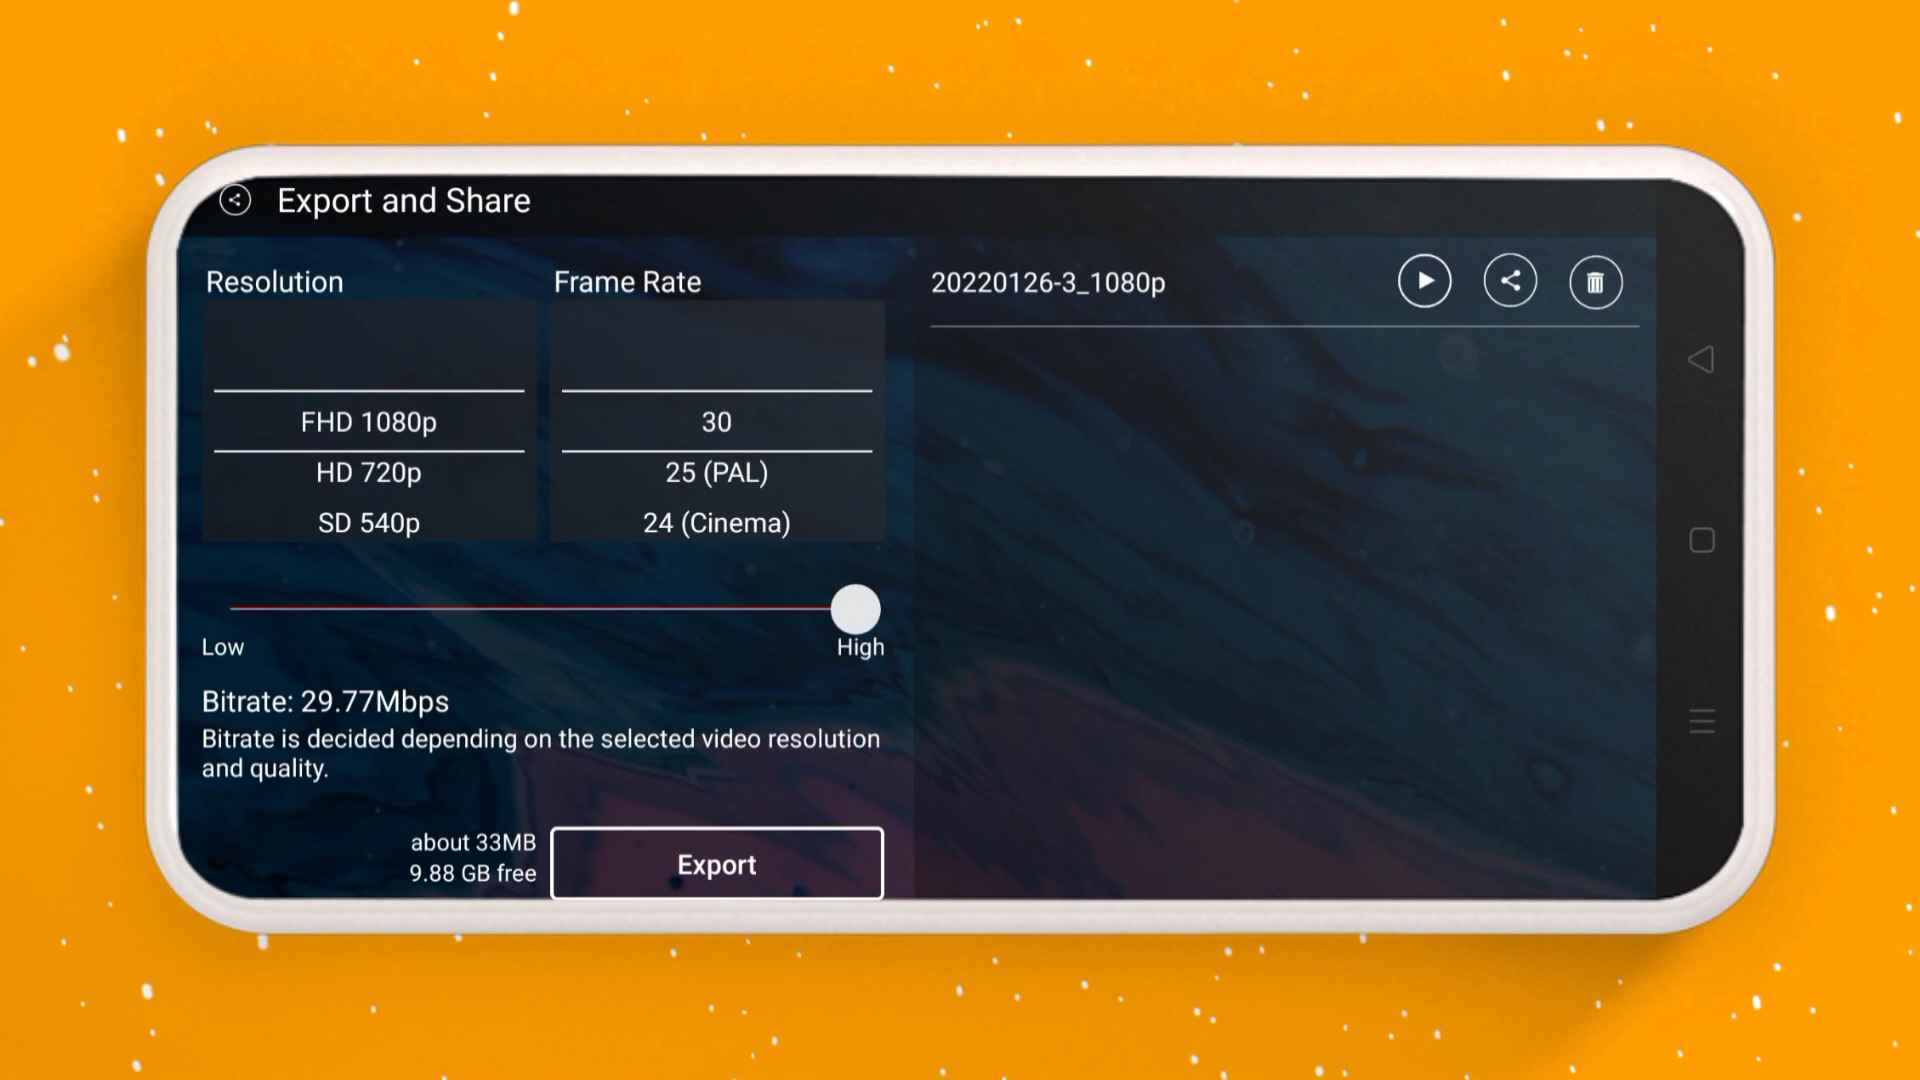 Export and Share
Resolution
FHD 1080p
HD 720p
SD 540p
Frame Rate
30
25 (PAL)
24 (Cinema)
Low
High
Bitrate: 29.77Mbps
Bitrate is decided depending on the selected video resolution
and quality.
about 33MB
9.88 GB free
Export
20220126-3_1080p